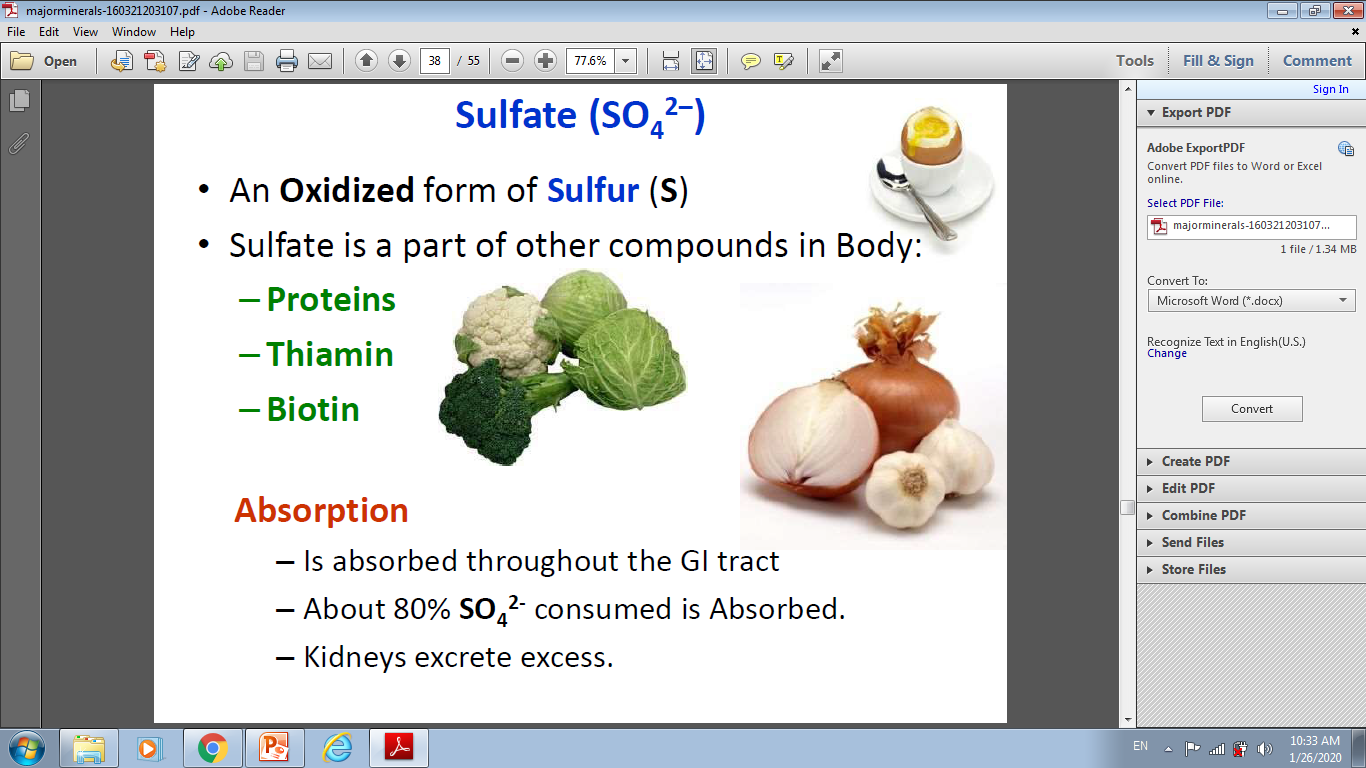 majorminerals-160321203107.pdf - Adobe Reader
File Edit View Window Help
Open 38 / 55 77.6% Tools Fill & Sign Comment
Sign In
Export PDF
Adobe ExportPDF
Convert PDF files to Word or Excel
online.
Select PDF File:
majorminerals-160321203107...
1 file / 1.34 MB
Convert To:
Microsoft Word (*.docx)
Recognize Text in English(U.S.)
Change
Convert
Create PDF
Edit PDF
Combine PDF
Send Files
Store Files
Sulfate (SO₄²⁻)
• An Oxidized form of Sulfur (S)
• Sulfate is a part of other compounds in Body:
– Proteins
– Thiamin
– Biotin
Absorption
– Is absorbed throughout the GI tract
– About 80% SO₄²⁻ consumed is Absorbed.
– Kidneys excrete excess.
EN
10:33 AM
1/26/2020